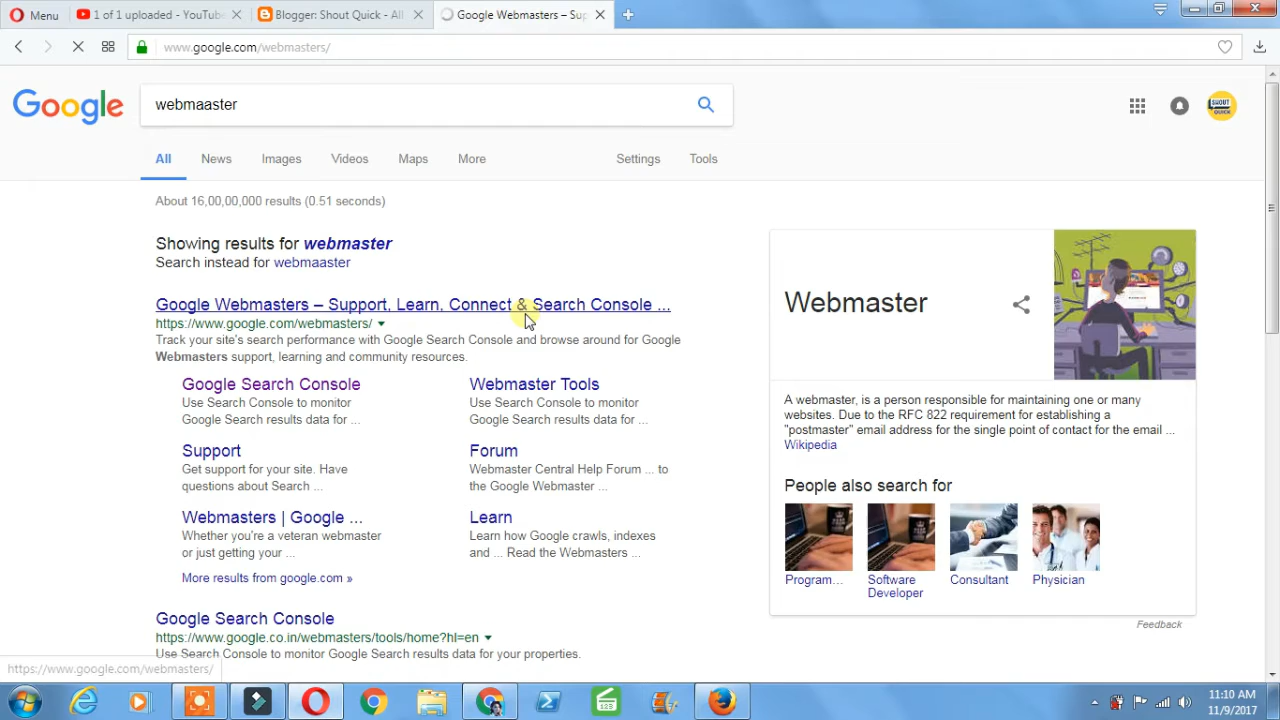 Menu
1 of 1 uploaded - YouTube
Blogger: Shout Quick - All
Google Webmasters – Sup
www.google.com/webmasters/
Google
webmaaster
SHOUT
QUICK
All
News
Images
Videos
Maps
More
Settings
Tools
About 16,00,00,000 results (0.51 seconds)
Showing results for webmaster
Search instead for webmaaster
Google Webmasters – Support, Learn, Connect & Search Console ...
https://www.google.com/webmasters/
Track your site's search performance with Google Search Console and browse around for Google
Webmasters support, learning and community resources.
Google Search Console
Use Search Console to monitor
Google Search results data for ...
Webmaster Tools
Use Search Console to monitor
Google Search results data for ...
Support
Get support for your site. Have
questions about Search ...
Forum
Webmaster Central Help Forum ... to
the Google Webmaster ...
Webmasters | Google ...
Whether you're a veteran webmaster
or just getting your ...
Learn
Learn how Google crawls, indexes
and ... Read the Webmasters ...
More results from google.com »
Google Search Console
https://www.google.co.in/webmasters/tools/home?hl=en
Use Search Console to monitor Google Search results data for your properties.
Webmaster
A webmaster, is a person responsible for maintaining one or many
websites. Due to the RFC 822 requirement for establishing a
"postmaster" email address for the single point of contact for the email ...
Wikipedia
People also search for
Program...
Software
Developer
Consultant
Physician
Feedback
https://www.google.com/webmasters/
11:10 AM
11/9/2017